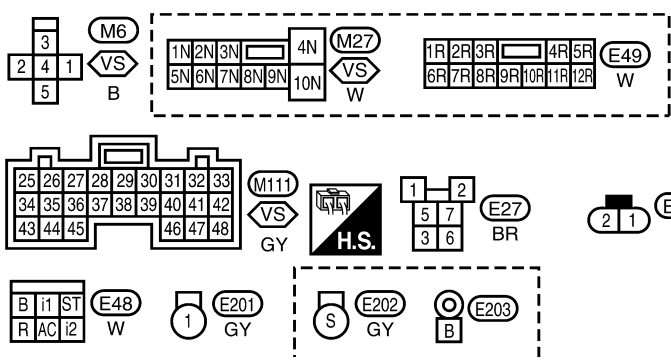 3 M6
2 4 1 VS
5 B
1N 2N 3N 4N M27
5N 6N 7N 8N 9N 10N VS
W
1R 2R 3R 4R 5R E49
6R 7R 8R 9R 10R 11R 12R W
25 26 27 28 29 30 31 32 33 M111
34 35 36 37 38 39 40 41 42 VS
43 44 45 46 47 48 GY
H.S.
1 2
5 7 E27
3 6 BR
2 1 E
B i1 ST E48
R AC i2 W
1 E201
GY
S E202
GY
E203
B